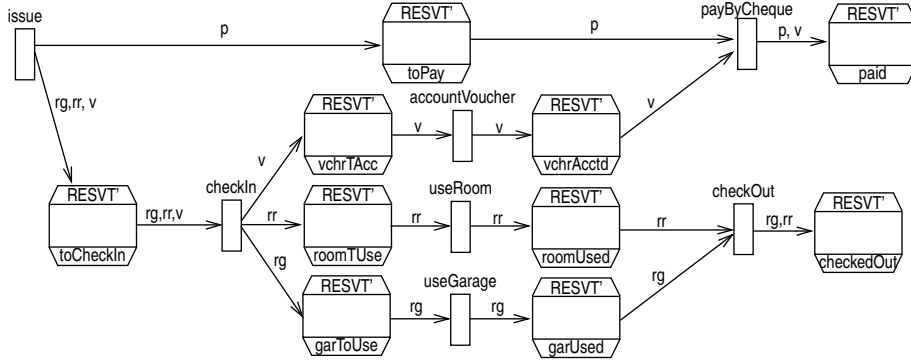 issue
p
RESVT'
toPay
p
payByCheque
p, v
RESVT'
paid
rg,rr, v
RESVT'
vchrTAcc
v
accountVoucher
v
RESVT'
vchrAcctd
v
v
RESVT'
toCheckIn
rg,rr,v
checkIn
rr
RESVT'
roomTUse
rr
useRoom
rr
RESVT'
roomUsed
rr
checkOut
rg,rr
RESVT'
checkedOut
rg
RESVT'
garToUse
rg
useGarage
rg
RESVT'
garUsed
rg